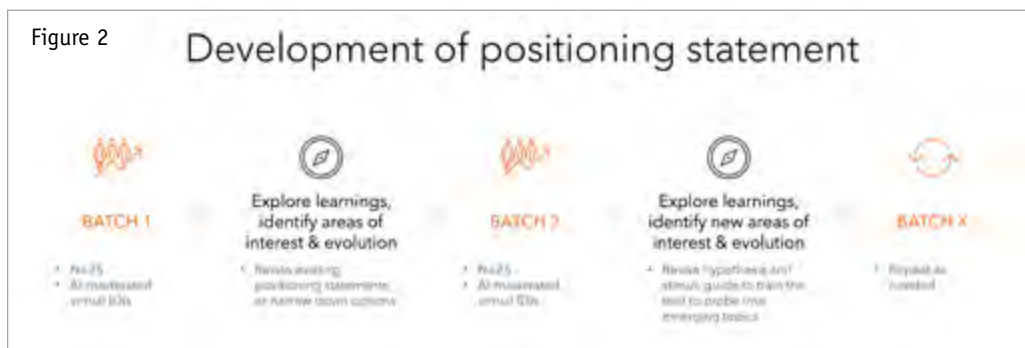 Figure 2
Development of positioning statement
BATCH 1
N=25
AI moderated
virtual IDIs
Explore learnings,
identify areas of
interest & evolution
Revise existing
positioning statements
or narrow down options
BATCH 2
N=25
AI moderated
virtual IDIs
Explore learnings,
identify new areas of
interest & evolution
Revise hypothesis and
stimuli guide to train the
tool to probe into
emerging topics
BATCH X
Repeat as
needed